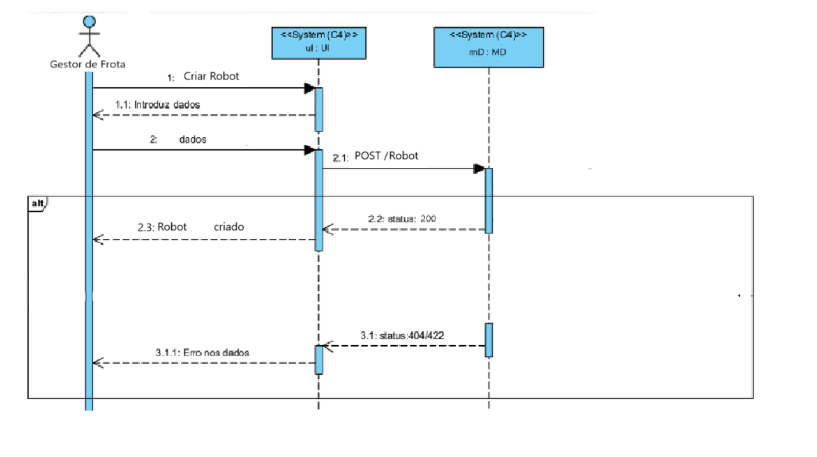 <<System (C4)>>
uI : UI
<<System (C4)>>
mD : MD
Gestor de Frota
1: Criar Robot
1.1: Introduz dados
2: dados
2.1: POST /Robot
alt
2.2: status: 200
2.3: Robot criado
3.1: status:404/422
3.1.1: Erro nos dados